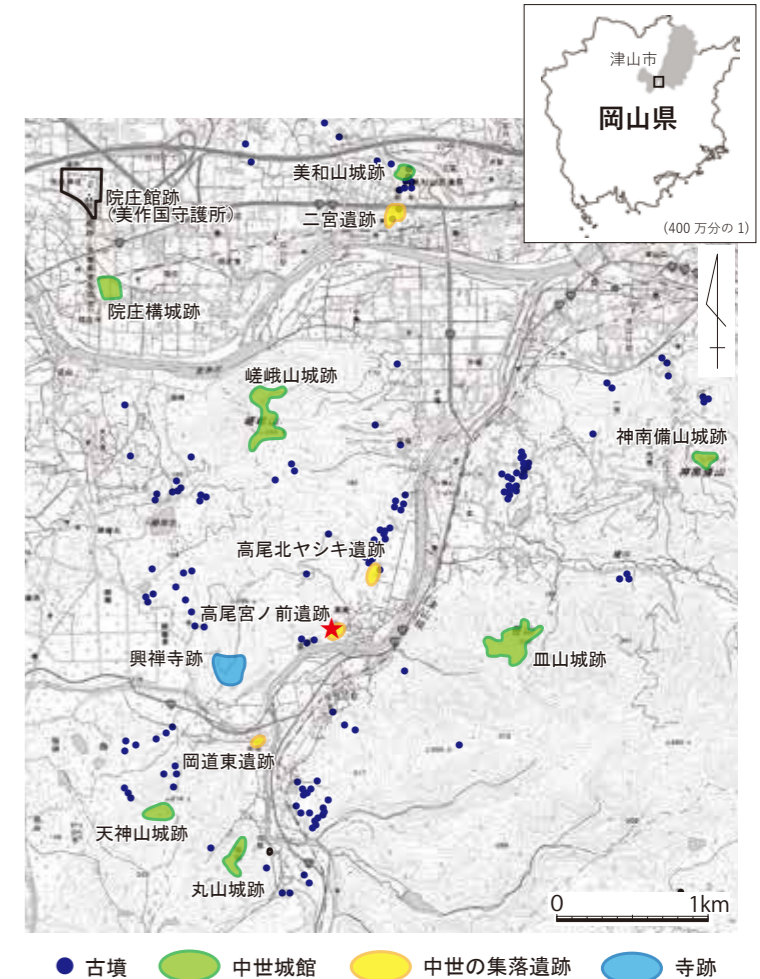 津山市
岡山県
(400 万分の 1)
美和山城跡
院庄館跡
(美作国守護所)
二宮遺跡
院庄構城跡
嵯峨山城跡
神南備山城跡
高尾北ヤシキ遺跡
高尾宮ノ前遺跡
興禅寺跡
皿山城跡
岡道東遺跡
天神山城跡
丸山城跡
0 1km
古墳 中世城館 中世の集落遺跡 寺跡